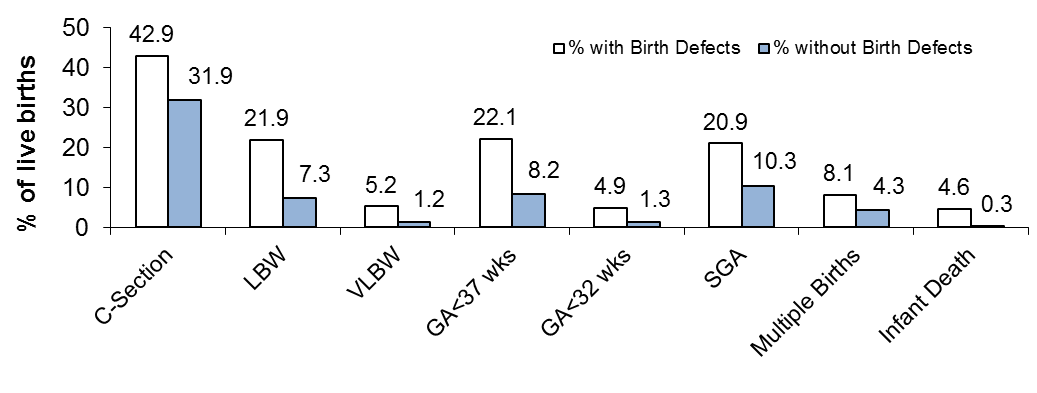 % with Birth Defects
% without Birth Defects
% of live births
50
40
30
20
10
0
42.9
31.9
21.9
7.3
5.2
1.2
22.1
8.2
4.9
1.3
20.9
10.3
8.1
4.3
4.6
0.3
C-Section
LBW
VLBW
GA<37 wks
GA<32 wks
SGA
Multiple Births
Infant Death